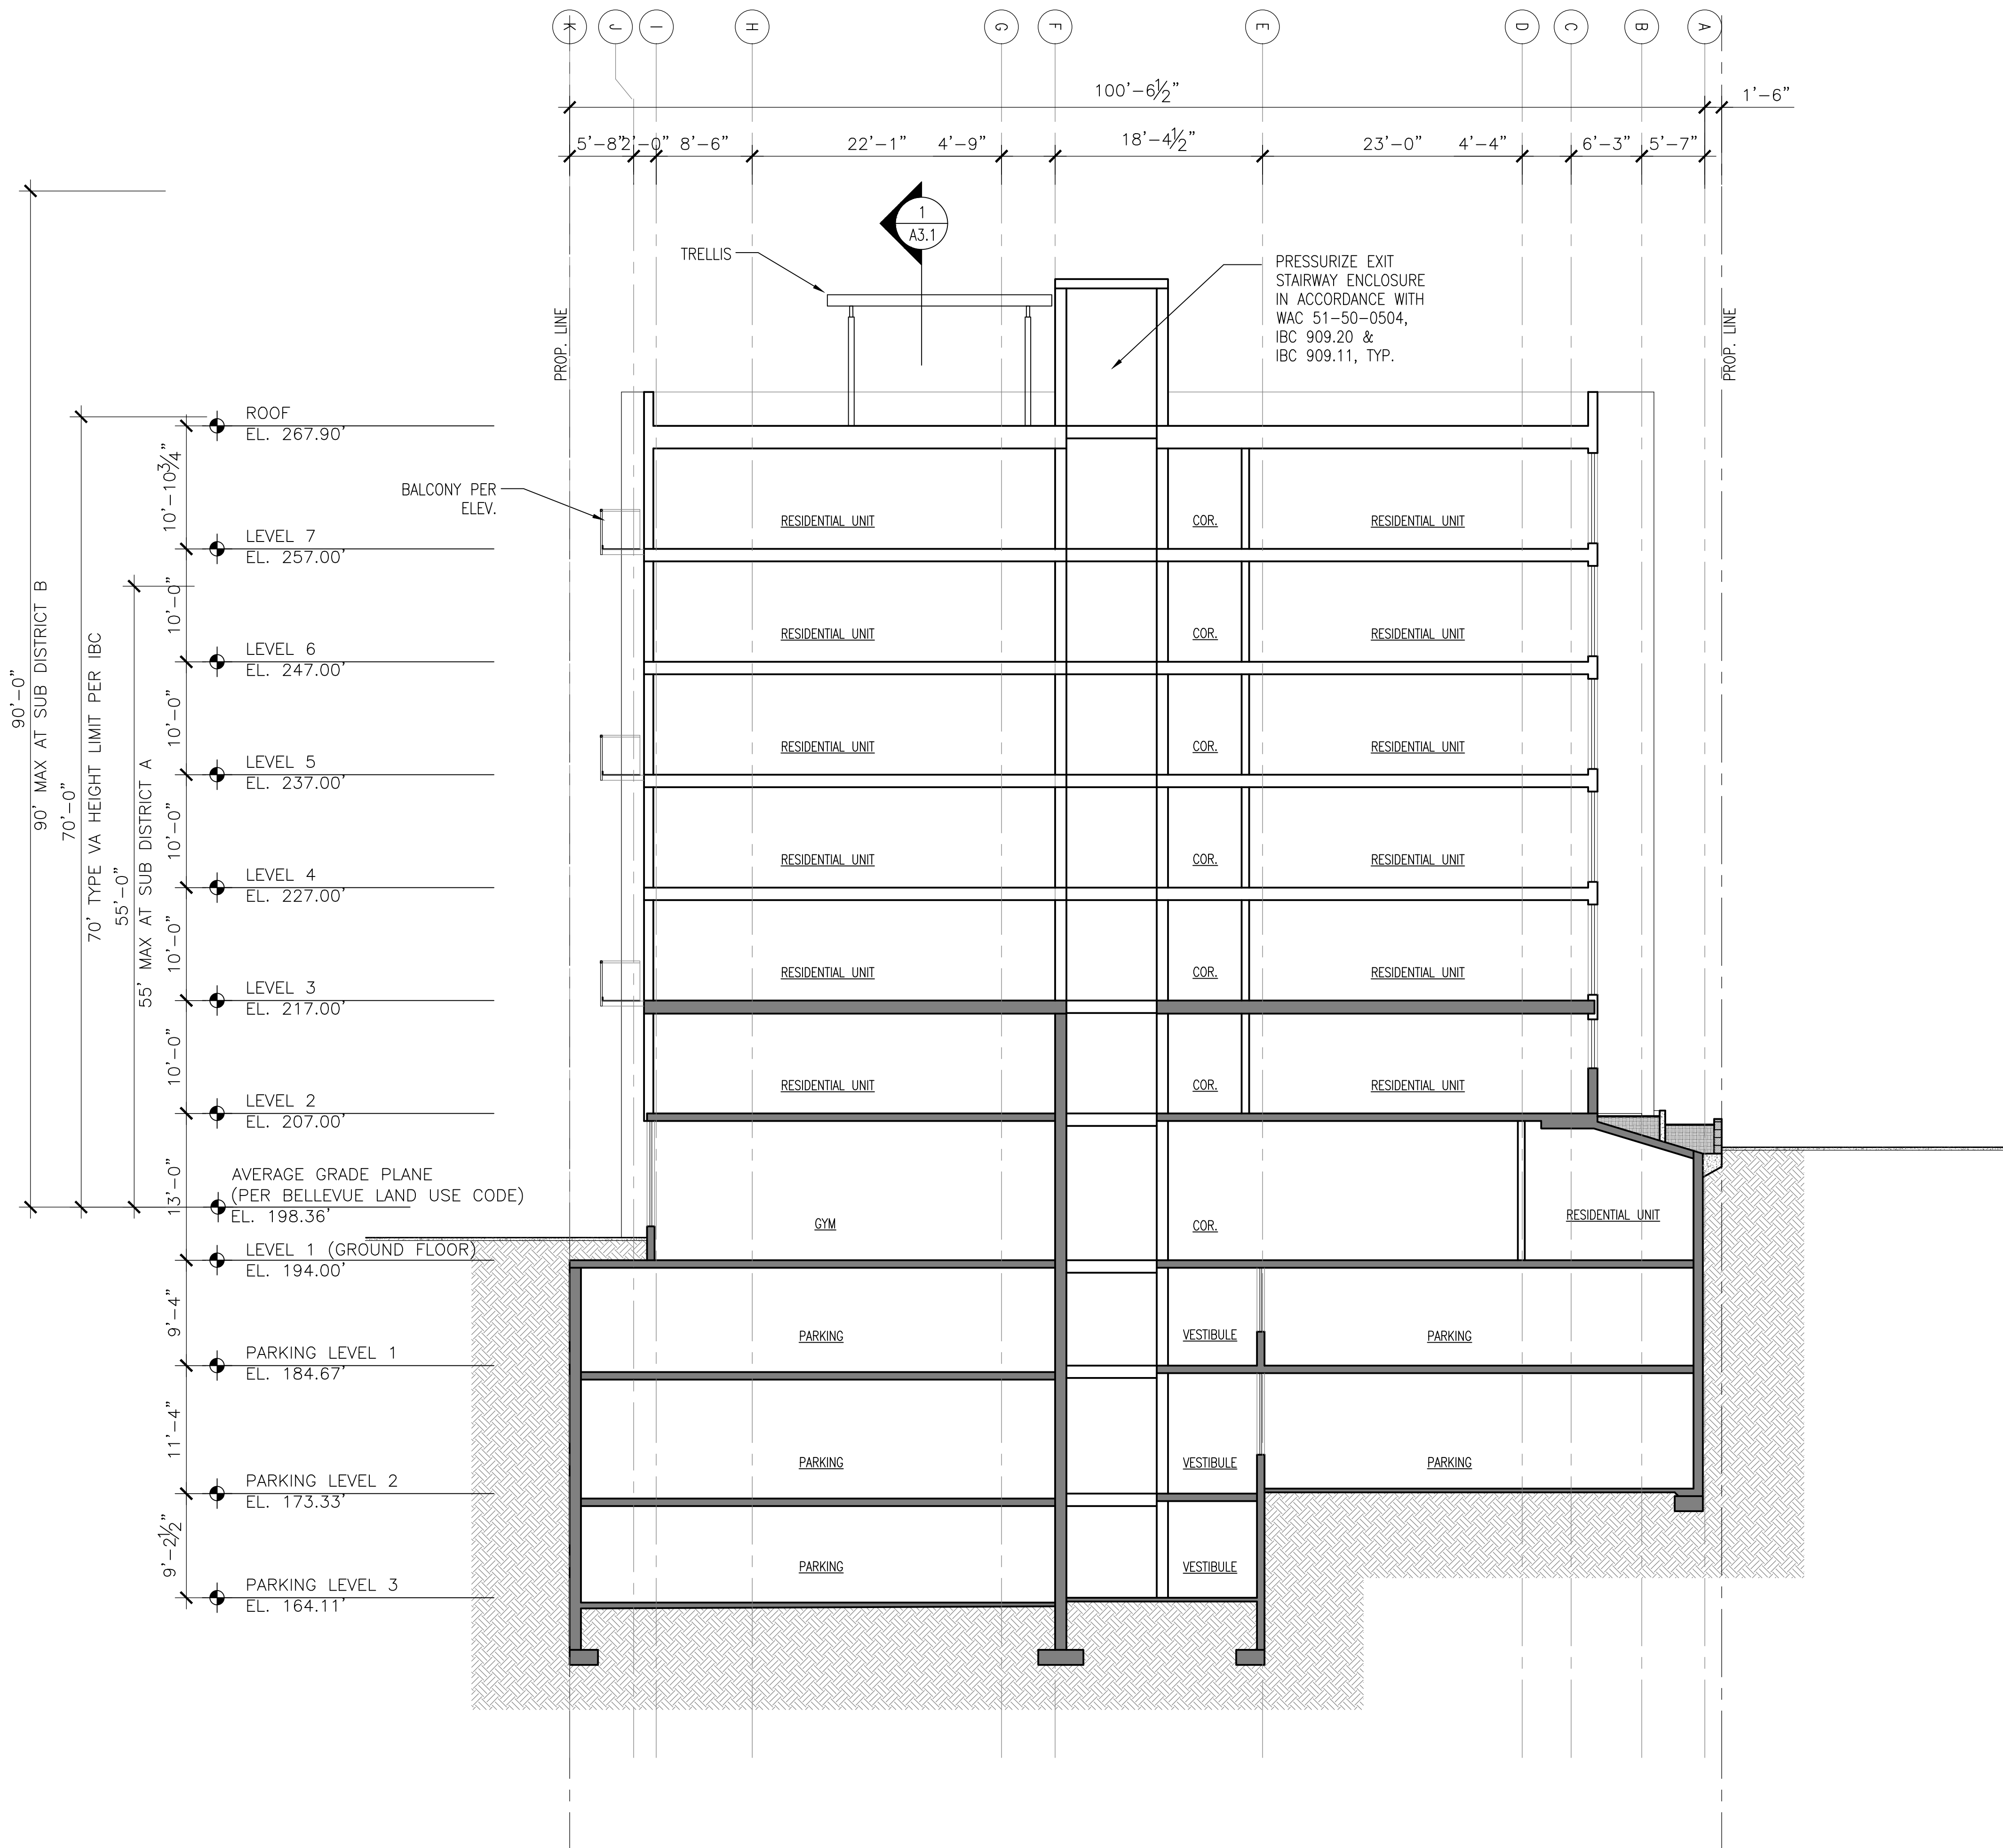 K J I H G F E D C B A
100'-6½" 1'-6"
5'-8" 2'-0" 8'-6" 22'-1" 4'-9" 18'-4½" 23'-0" 4'-4" 6'-3" 5'-7"
1
A3.1
TRELLIS
PRESSURIZE EXIT
STAIRWAY ENCLOSURE
IN ACCORDANCE WITH
WAC 51-50-0504,
IBC 909.20 &
IBC 909.11, TYP.
PROP. LINE
PROP. LINE
90'-0"
90' MAX AT SUB DISTRICT B
70'-0"
70' TYPE VA HEIGHT LIMIT PER IBC
55'-0"
55' MAX AT SUB DISTRICT A
ROOF
EL. 267.90'
10'-10¾"
BALCONY PER
ELEV.
RESIDENTIAL UNIT COR. RESIDENTIAL UNIT
LEVEL 7
EL. 257.00'
10'-0"
RESIDENTIAL UNIT COR. RESIDENTIAL UNIT
LEVEL 6
EL. 247.00'
10'-0"
RESIDENTIAL UNIT COR. RESIDENTIAL UNIT
LEVEL 5
EL. 237.00'
10'-0"
RESIDENTIAL UNIT COR. RESIDENTIAL UNIT
LEVEL 4
EL. 227.00'
10'-0"
RESIDENTIAL UNIT COR. RESIDENTIAL UNIT
LEVEL 3
EL. 217.00'
10'-0"
RESIDENTIAL UNIT COR. RESIDENTIAL UNIT
LEVEL 2
EL. 207.00'
13'-0"
AVERAGE GRADE PLANE
(PER BELLEVUE LAND USE CODE)
EL. 198.36'
GYM COR. RESIDENTIAL UNIT
LEVEL 1 (GROUND FLOOR)
EL. 194.00'
9'-4"
PARKING VESTIBULE PARKING
PARKING LEVEL 1
EL. 184.67'
11'-4"
PARKING VESTIBULE PARKING
PARKING LEVEL 2
EL. 173.33'
9'-2½"
PARKING VESTIBULE
PARKING LEVEL 3
EL. 164.11'